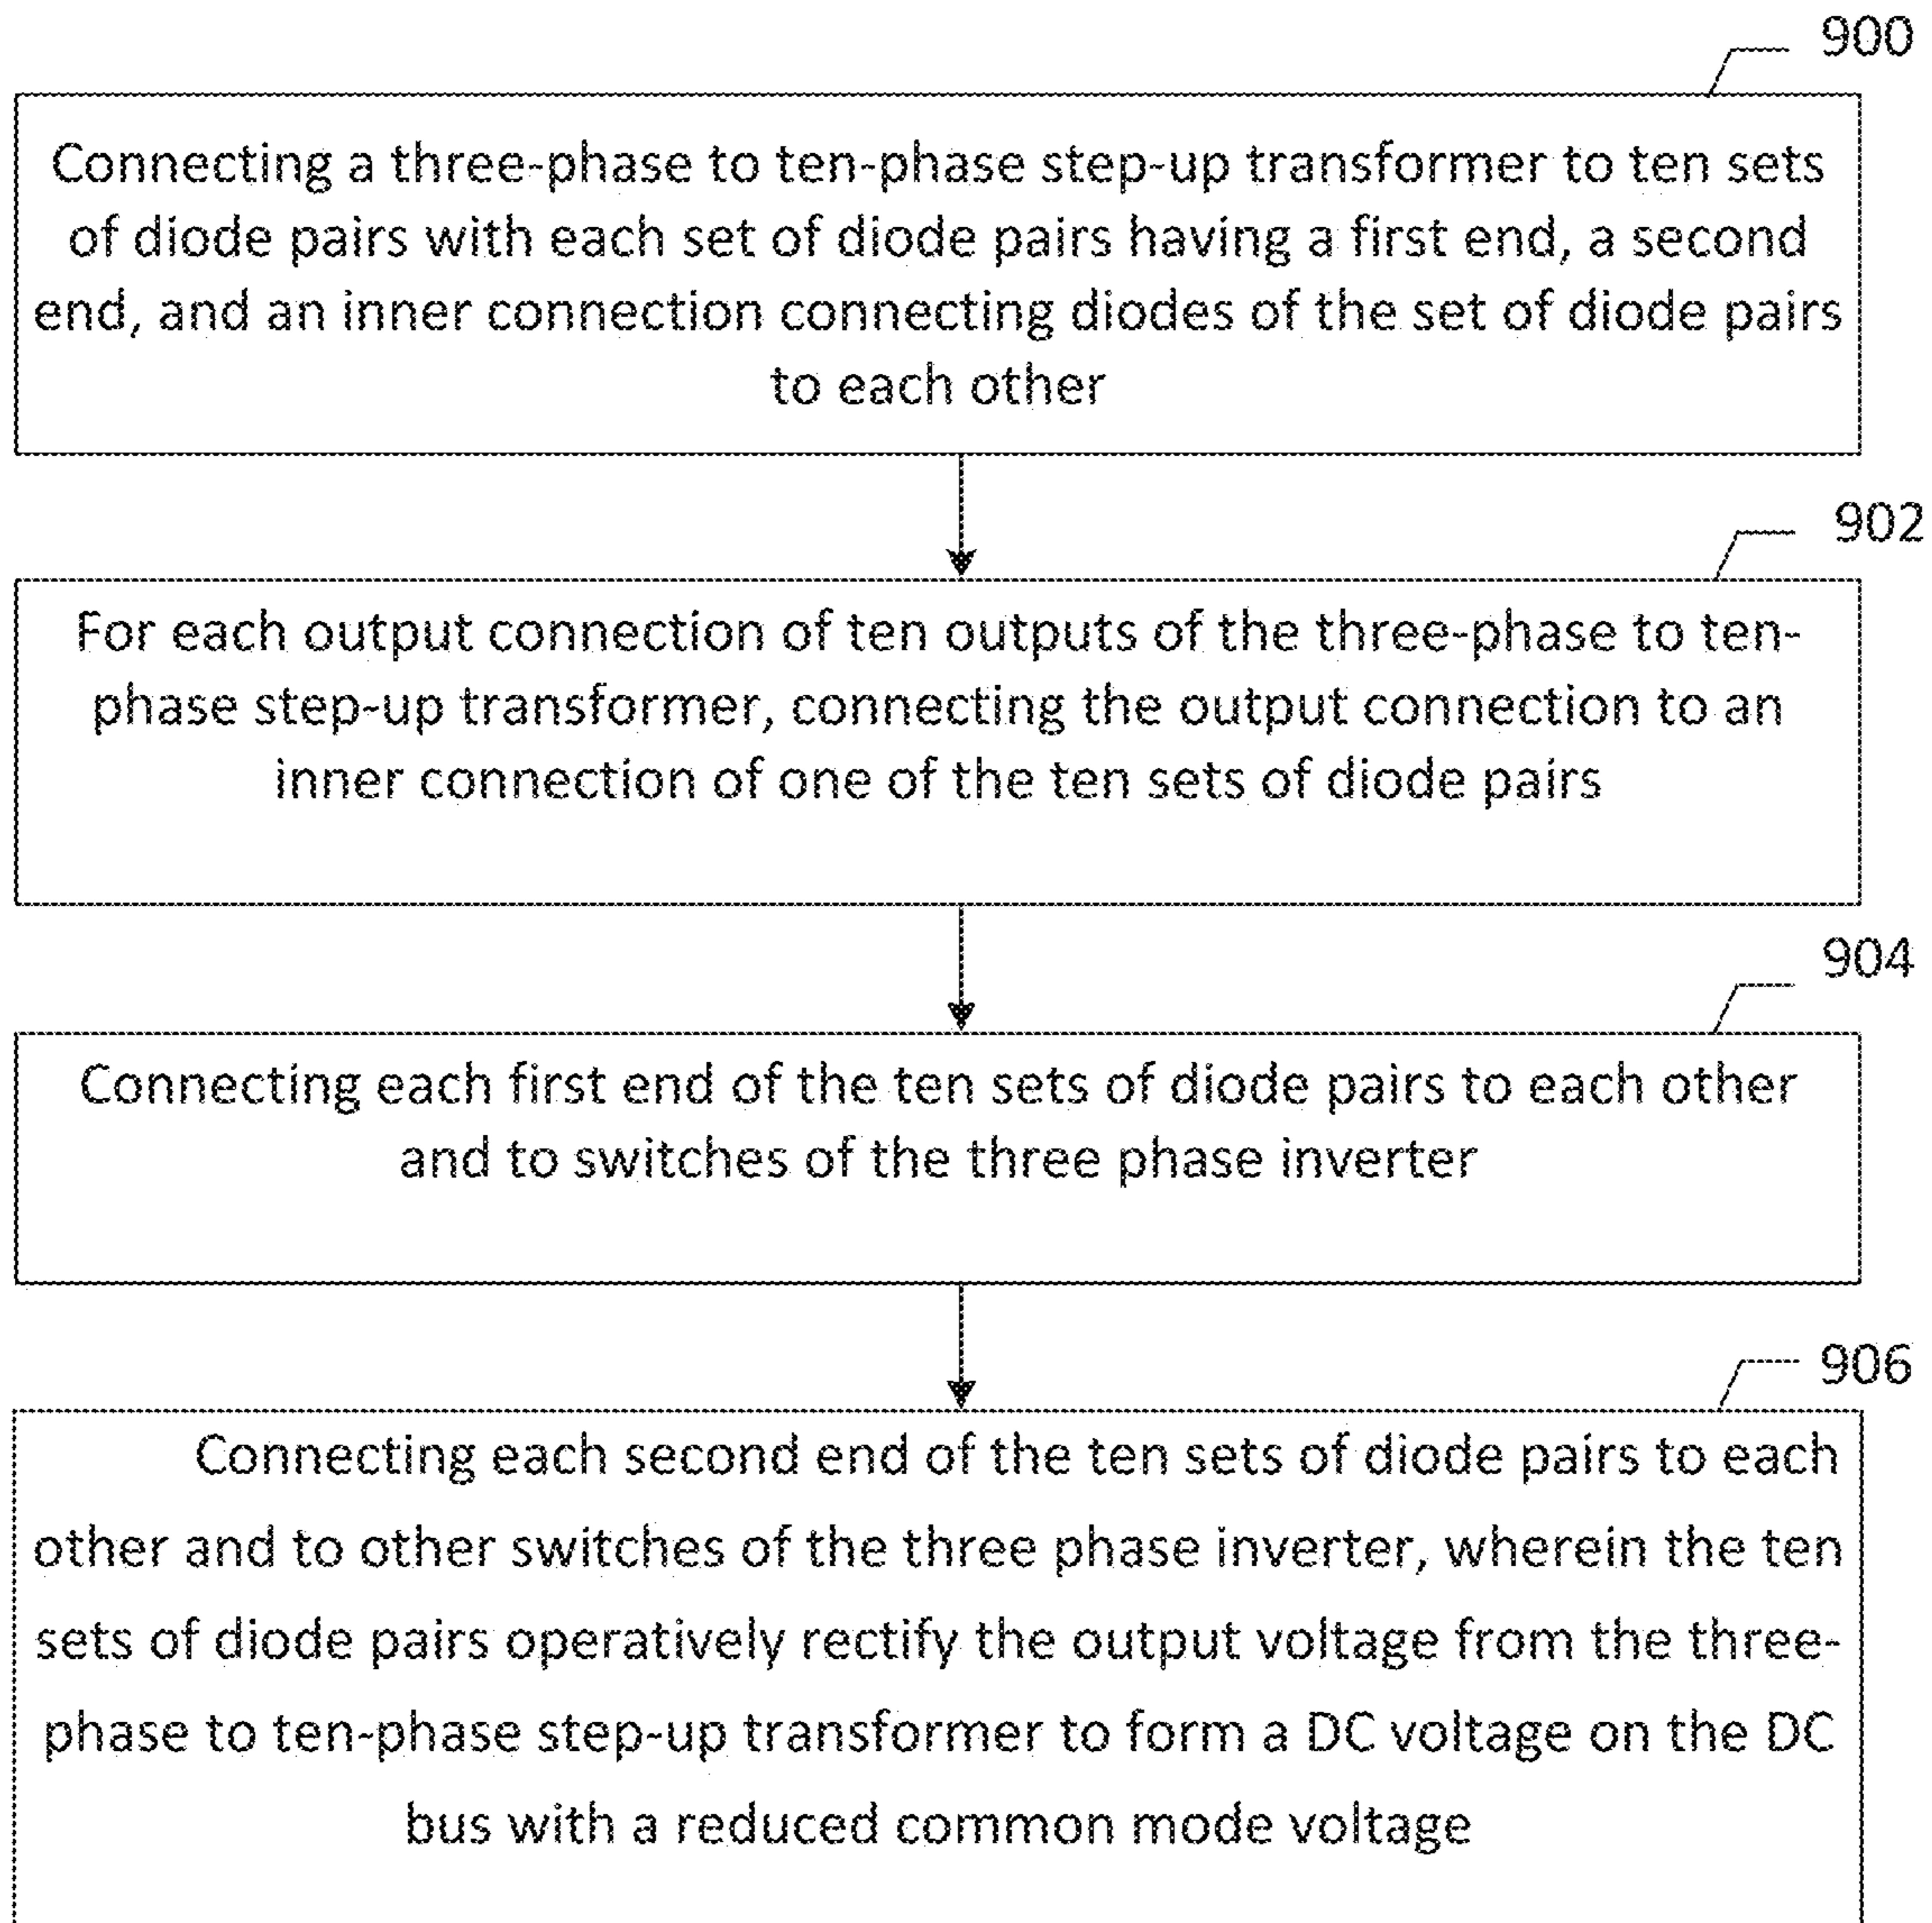 900
Connecting a three-phase to ten-phase step-up transformer to ten sets
of diode pairs with each set of diode pairs having a first end, a second
end, and an inner connection connecting diodes of the set of diode pairs
to each other
902
For each output connection of ten outputs of the three-phase to ten-
phase step-up transformer, connecting the output connection to an
inner connection of one of the ten sets of diode pairs
904
Connecting each first end of the ten sets of diode pairs to each other
and to switches of the three phase inverter
906
Connecting each second end of the ten sets of diode pairs to each
other and to other switches of the three phase inverter, wherein the ten
sets of diode pairs operatively rectify the output voltage from the three-
phase to ten-phase step-up transformer to form a DC voltage on the DC
bus with a reduced common mode voltage